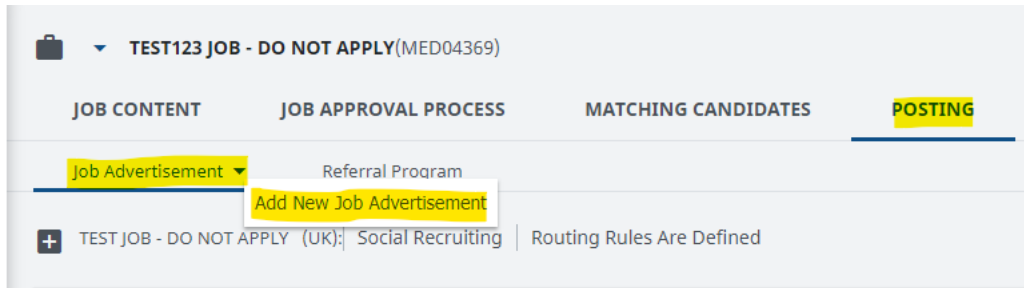 TEST123 JOB - DO NOT APPLY(MED04369)
JOB CONTENT JOB APPROVAL PROCESS MATCHING CANDIDATES POSTING
Job Advertisement Referral Program
Add New Job Advertisement
TEST JOB - DO NOT APPLY (UK): Social Recruiting Routing Rules Are Defined